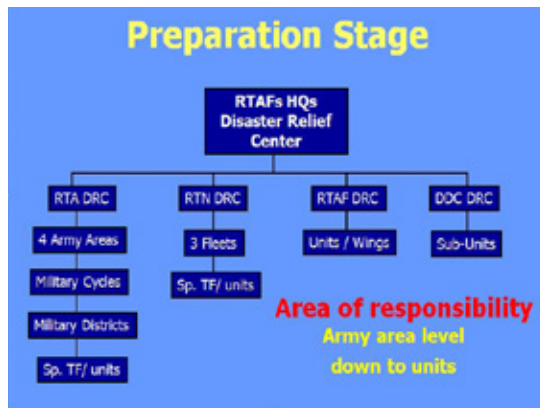 Preparation Stage
RTAFs HQs
Disaster Relief
Center
RTA DRC
RTN DRC
RTAF DRC
DDC DRC
4 Army Areas
3 Fleets
Units / Wings
Sub-Units
Military Cycles
Sp. TF/ units
Military Districts
Sp. TF/ units
Area of responsibility
Army area level
down to units